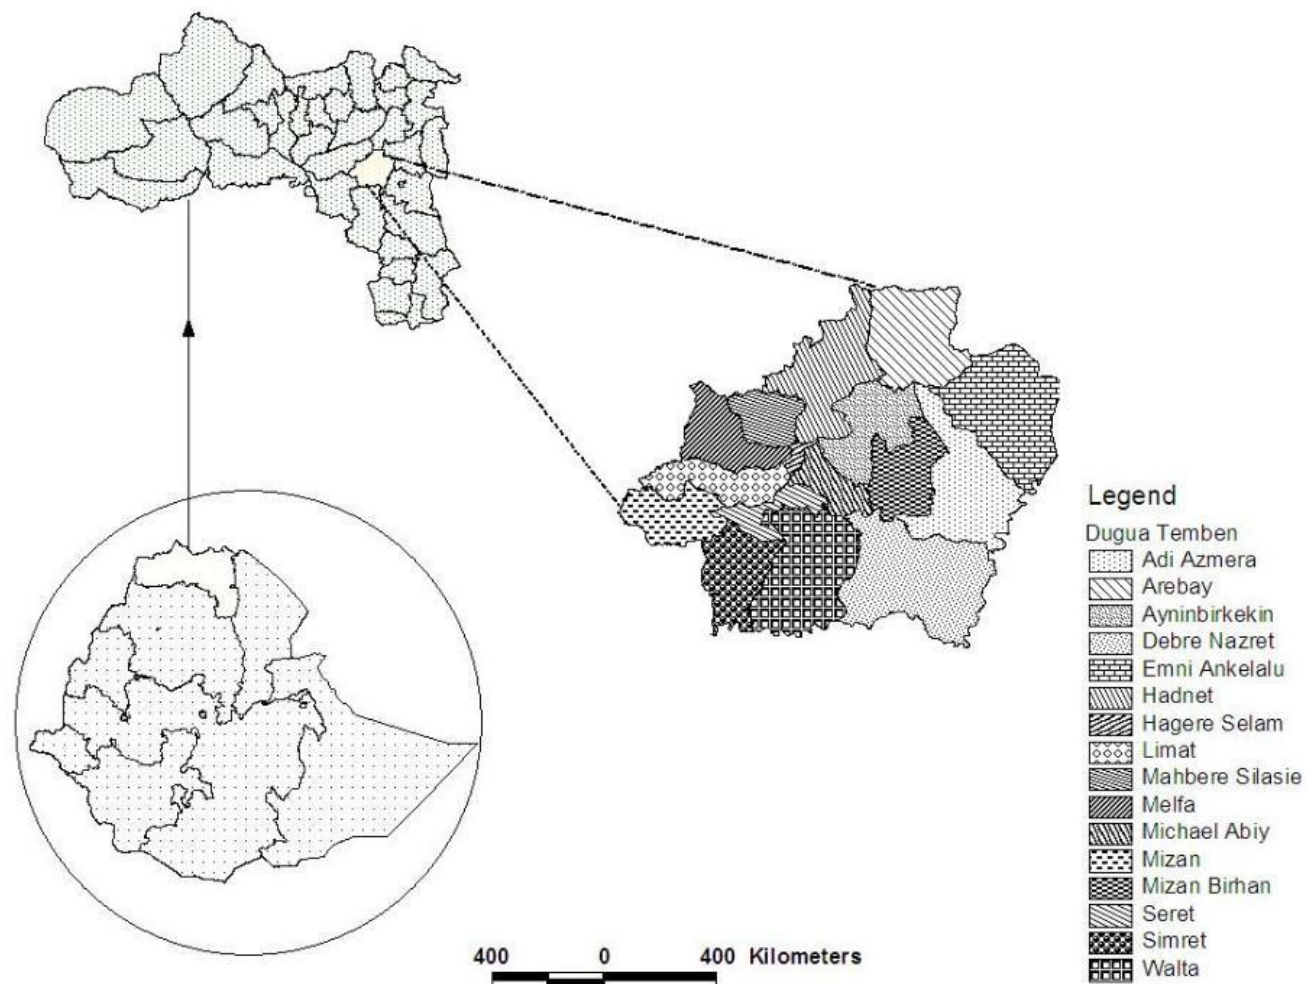 Legend
Dugua Temben
Adi Azmera
Arebay
Ayninbirkekin
Debre Nazret
Emni Ankelalu
Hadnet
Hagere Selam
Limat
Mahbere Silasie
Melfa
Michael Abiy
Mizan
Mizan Birhan
Seret
Simret
Walta
400 0 400 Kilometers